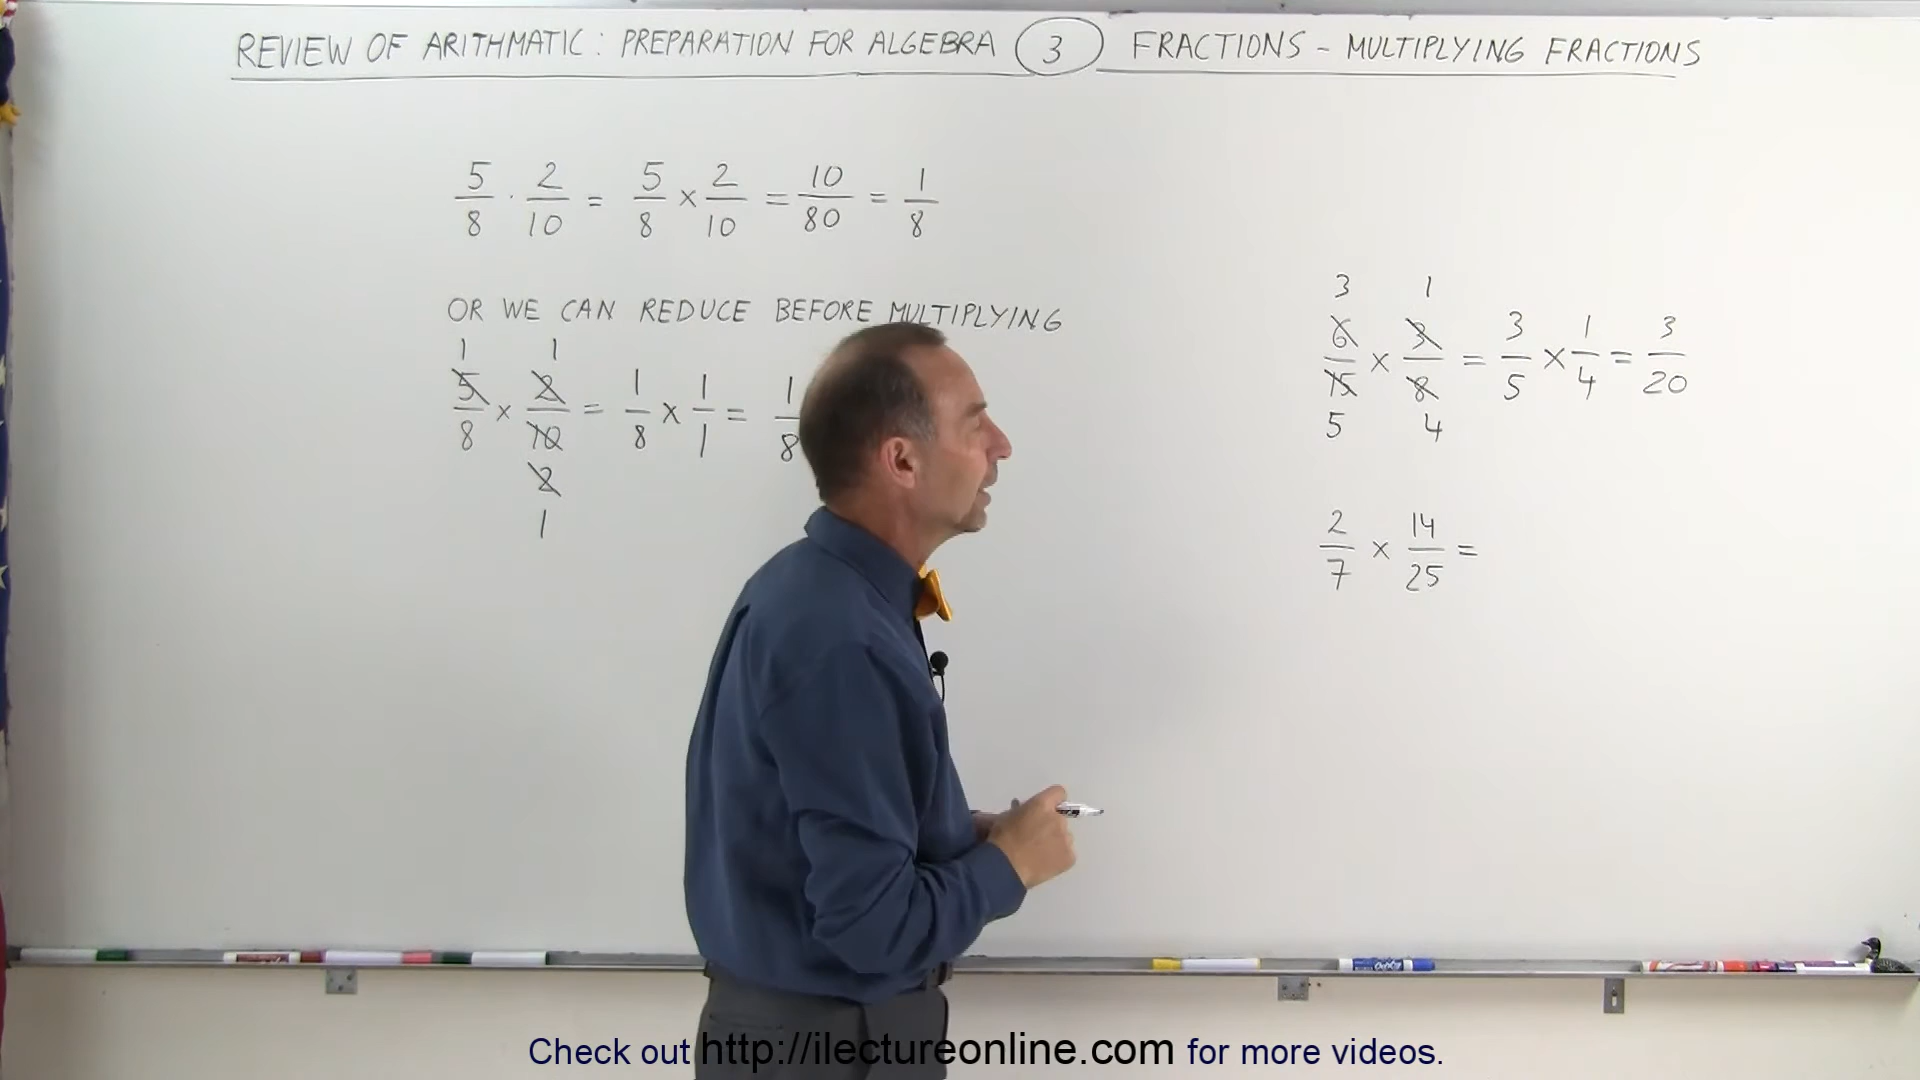 REVIEW OF ARITHMATIC: PREPARATION FOR ALGEBRA 3 FRACTIONS - MULTIPLYING FRACTIONS
5/8 · 2/10 = 5/8 × 2/10 = 10/80 = 1/8
OR WE CAN REDUCE BEFORE MULTIPLYING
1 1
5/8 × 2/10 = 1/8 × 1/1 = 1/8
2
1
3 1
6/15 × 3/8 = 3/5 × 1/4 = 3/20
5 4
2/7 × 14/25 =
Check out http://ilectureonline.com for more videos.